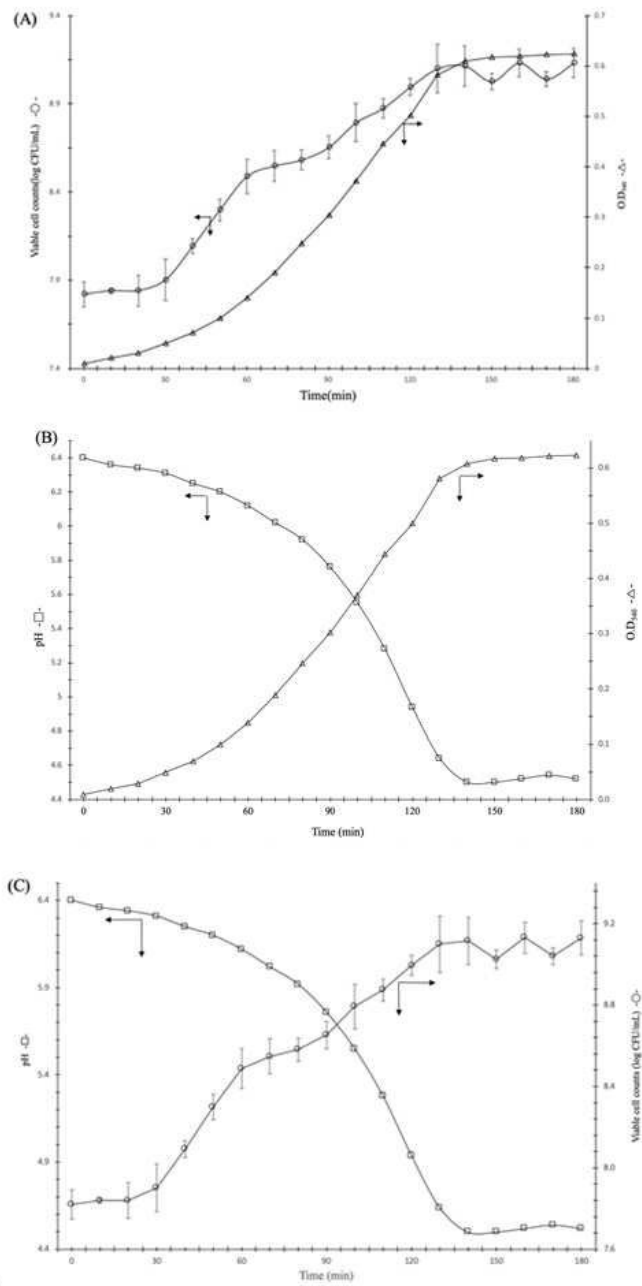 (A)
9.4
8.9
8.4
7.9
7.4
0.7
0.6
0.5
0.4
0.3
0.2
0.1
0
Viable cell counts(log CFU/mL) -○-
O.D₅₄₀ -△-
0 30 60 90 120 150 180
Time(min)
(B)
6.4
6.2
6
5.8
5.6
5.4
5.2
5
4.8
4.6
4.4
0.6
0.5
0.4
0.3
0.2
0.1
0.0
pH -□-
O.D₅₄₀ -△-
0 30 60 90 120 150 180
Time (min)
(C)
6.4
5.9
5.4
4.9
4.4
9.2
8.8
8.4
8.0
7.6
pH -□-
Viable cell counts (log CFU/mL) -○-
0 30 60 90 120 150 180
Time (min)